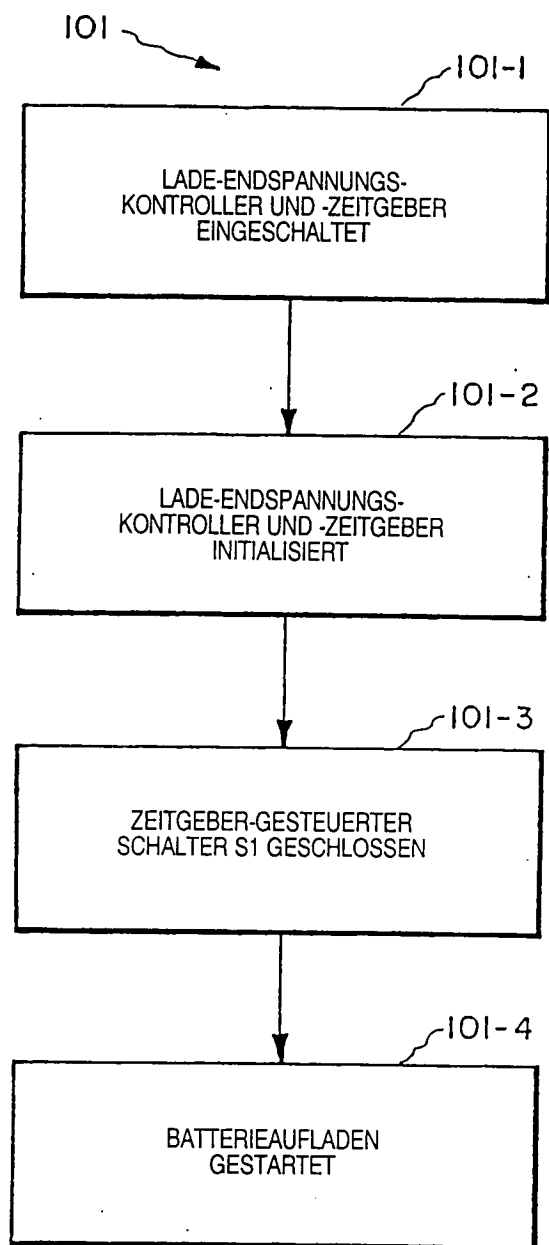 101
101-1
LADE-ENDSPANNUNGS-
KONTROLLER UND -ZEITGEBER
EINGESCHALTET
101-2
LADE-ENDSPANNUNGS-
KONTROLLER UND -ZEITGEBER
INITIALISIERT
101-3
ZEITGEBER-GESTEUERTER
SCHALTER S1 GESCHLOSSEN
101-4
BATTERIEAUFLADEN
GESTARTET